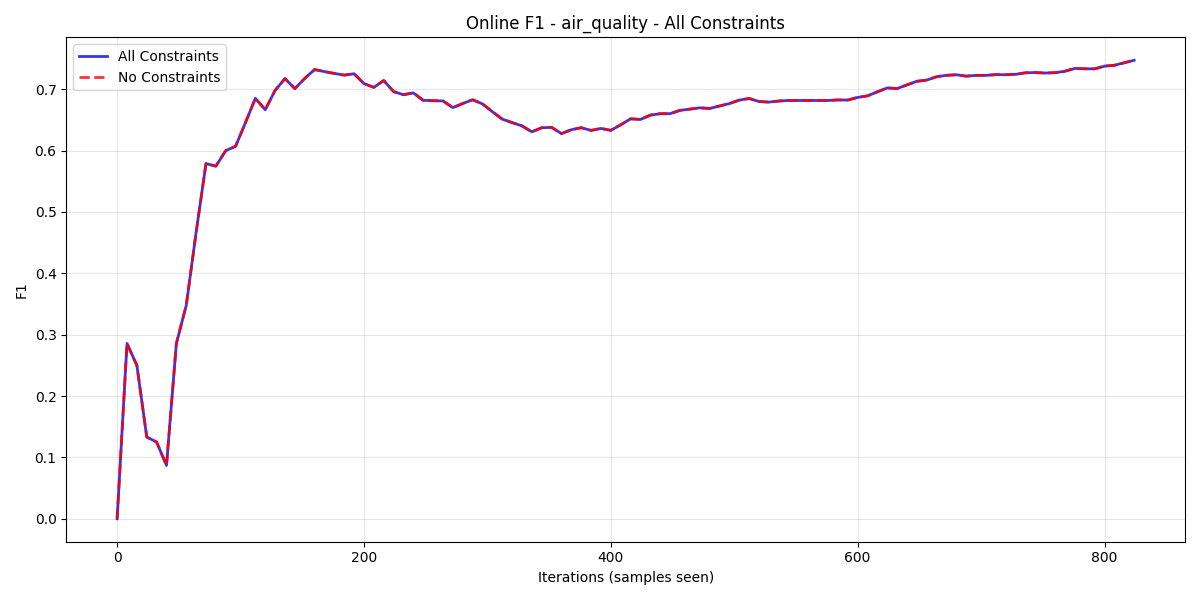 Online F1 - air_quality - All Constraints
All Constraints
No Constraints
F1
0.7
0.6
0.5
0.4
0.3
0.2
0.1
0.0
0
200
400
600
800
Iterations (samples seen)